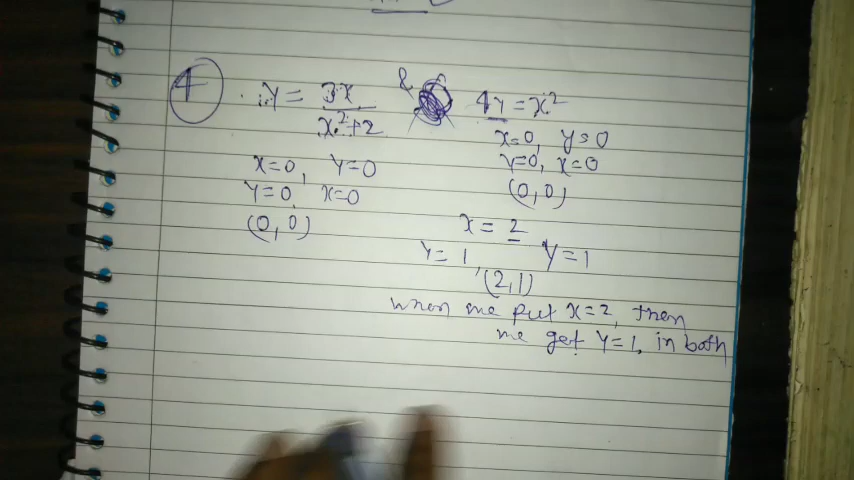 4 y = 3x / x²+2 & 4y = x²
x=0, y=0
y=0, x=0
(0,0)
x=0, y=0
y=0, x=0
(0,0)
x = 2
y = 1, y = 1
(2,1)
when we put x=2, then
we get y=1, in both